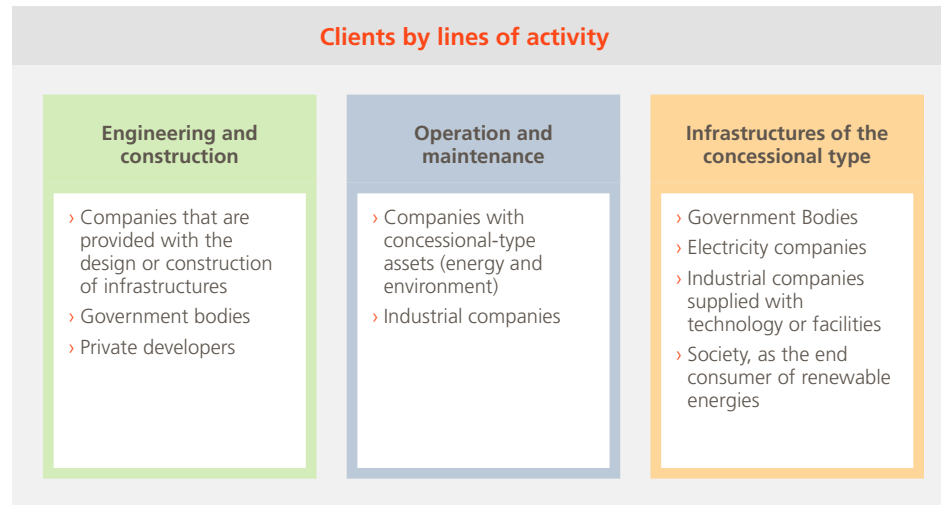 Clients by lines of activity
Engineering and
construction
› Companies that are
provided with the
design or construction
of infrastructures
› Government bodies
› Private developers
Operation and
maintenance
› Companies with
concessional-type
assets (energy and
environment)
› Industrial companies
Infrastructures of the
concessional type
› Government Bodies
› Electricity companies
› Industrial companies
supplied with
technology or facilities
› Society, as the end
consumer of renewable
energies